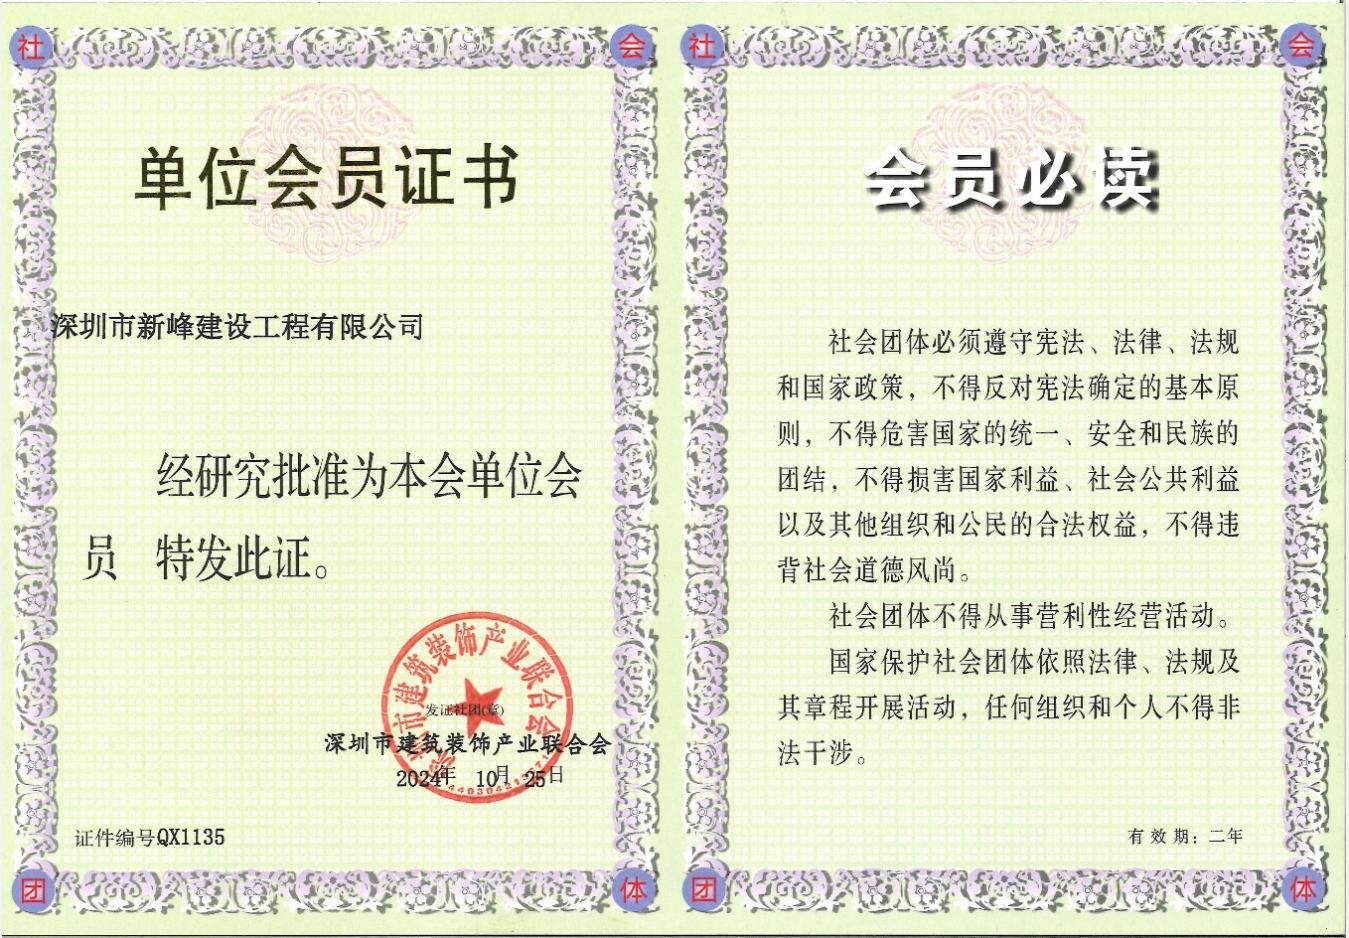 社
会
单位会员证书
深圳市新峰建设工程有限公司
经研究批准为本会单位会
员 特发此证。
深圳市建筑装饰产业联合会
发证社团(章)
深圳市建筑装饰产业联合会
2024年 10月 25日
证件编号QX1135
团
体
社
会
会员必读
社会团体必须遵守宪法、法律、法规
和国家政策，不得反对宪法确定的基本原
则，不得危害国家的统一、安全和民族的
团结，不得损害国家利益、社会公共利益
以及其他组织和公民的合法权益，不得违
背社会道德风尚。
社会团体不得从事营利性经营活动。
国家保护社会团体依照法律、法规及
其章程开展活动，任何组织和个人不得非
法干涉。
有效期：二年
团
体